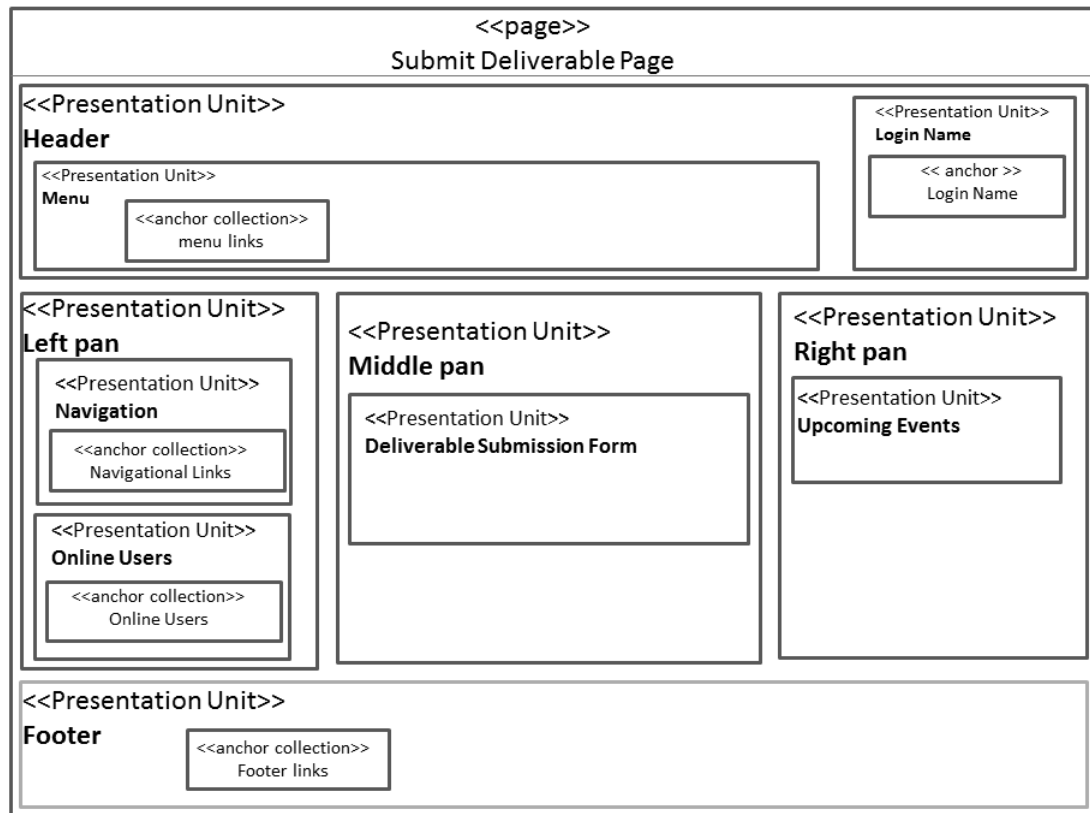 <<page>>
Submit Deliverable Page
<<Presentation Unit>>
Header
<<Presentation Unit>>
Menu
<<anchor collection>>
menu links
<<Presentation Unit>>
Login Name
<< anchor >>
Login Name
<<Presentation Unit>>
Left pan
<<Presentation Unit>>
Navigation
<<anchor collection>>
Navigational Links
<<Presentation Unit>>
Online Users
<<anchor collection>>
Online Users
<<Presentation Unit>>
Middle pan
<<Presentation Unit>>
Deliverable Submission Form
<<Presentation Unit>>
Right pan
<<Presentation Unit>>
Upcoming Events
<<Presentation Unit>>
Footer
<<anchor collection>>
Footer links